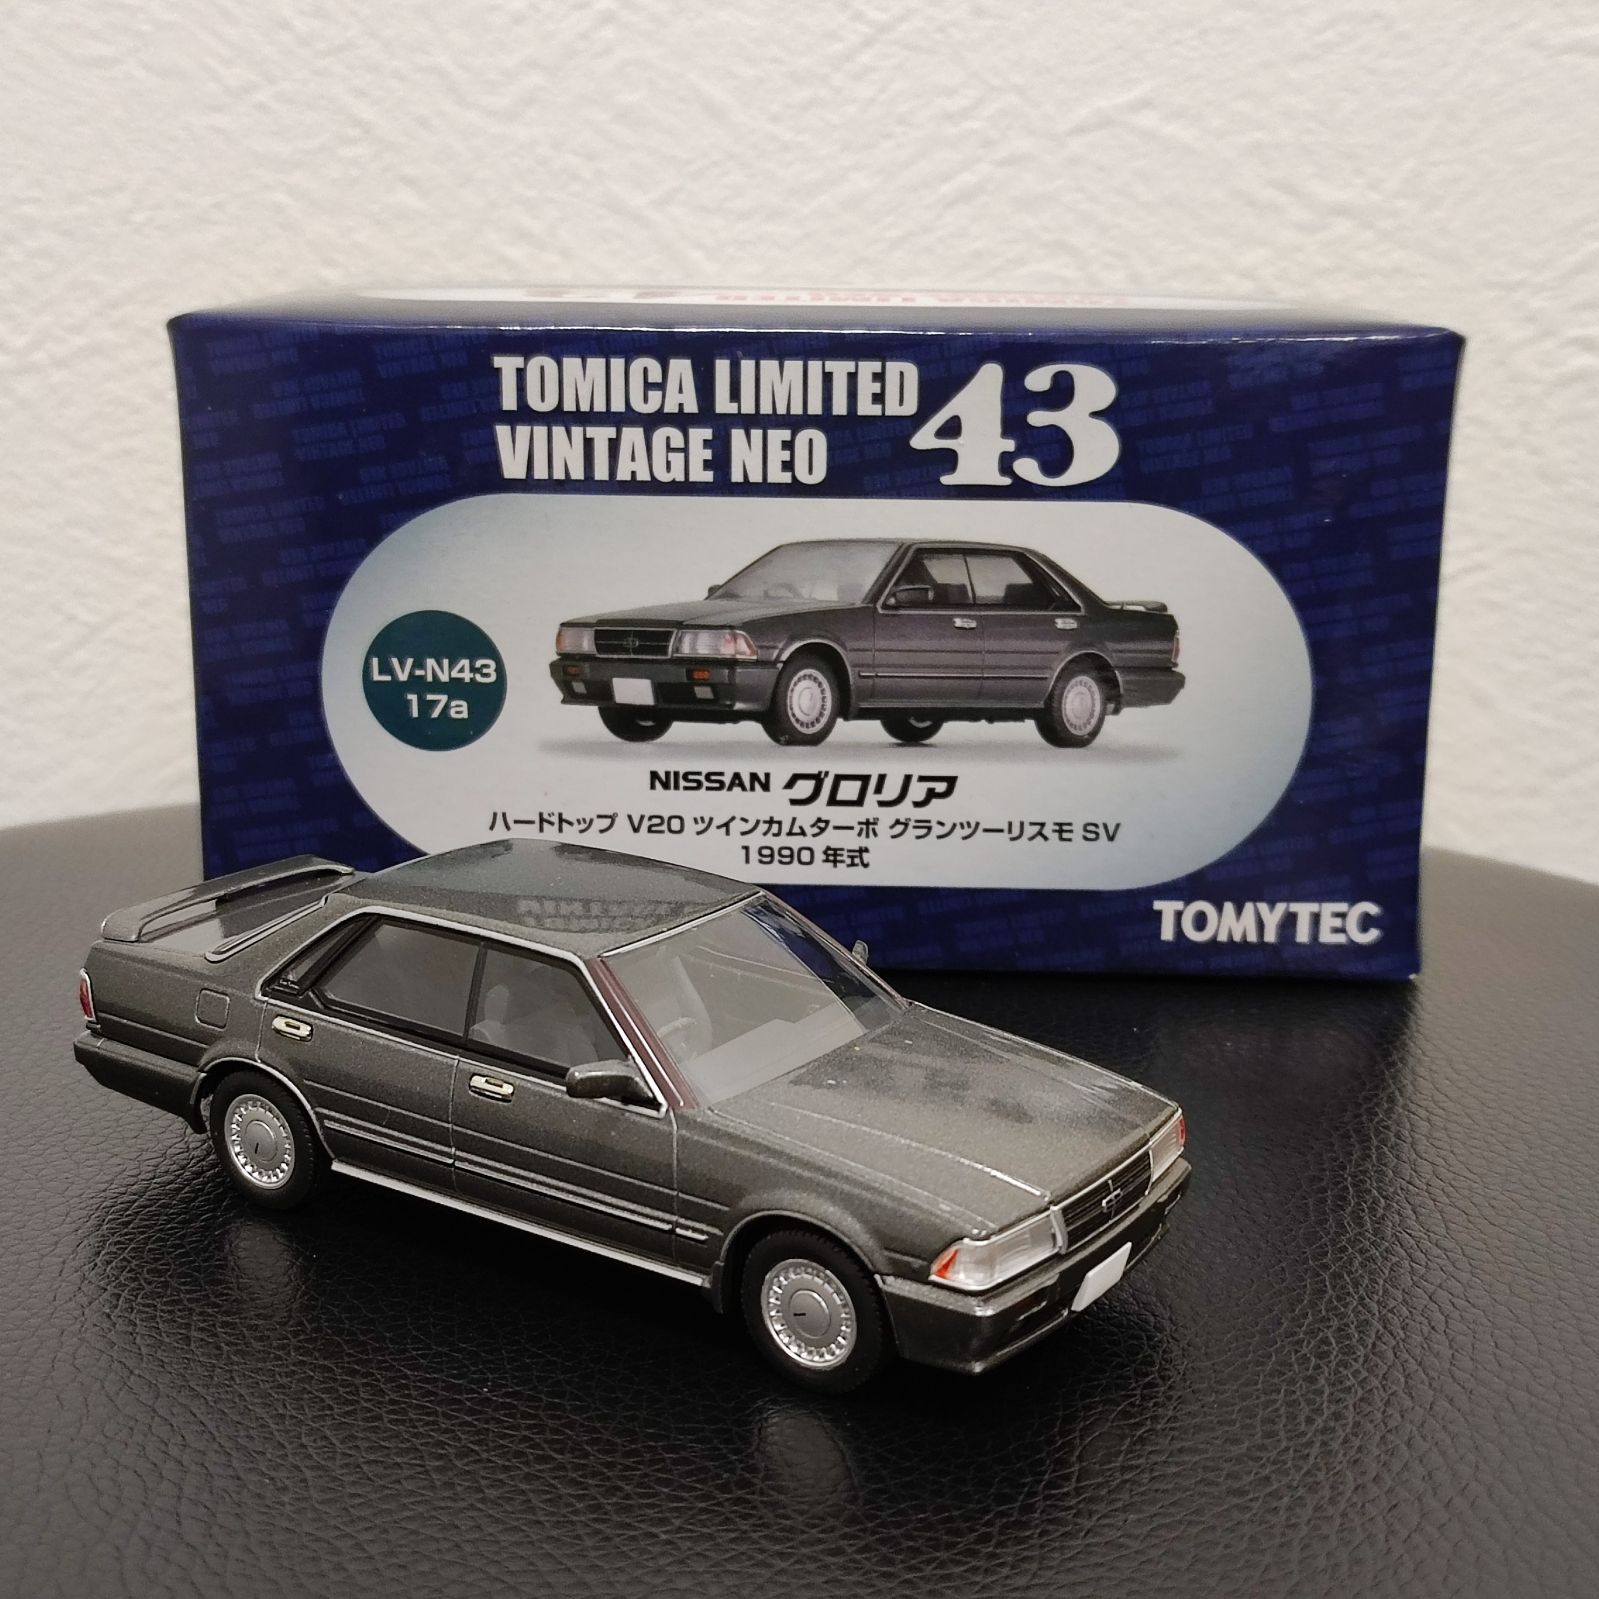 TOMICA LIMITED
VINTAGE NEO 43
LV-N43
17a
NISSAN グロリア
ハードトップ V20 ツインカムターボ グランツーリスモ SV
1990 年式
TOMYTEC